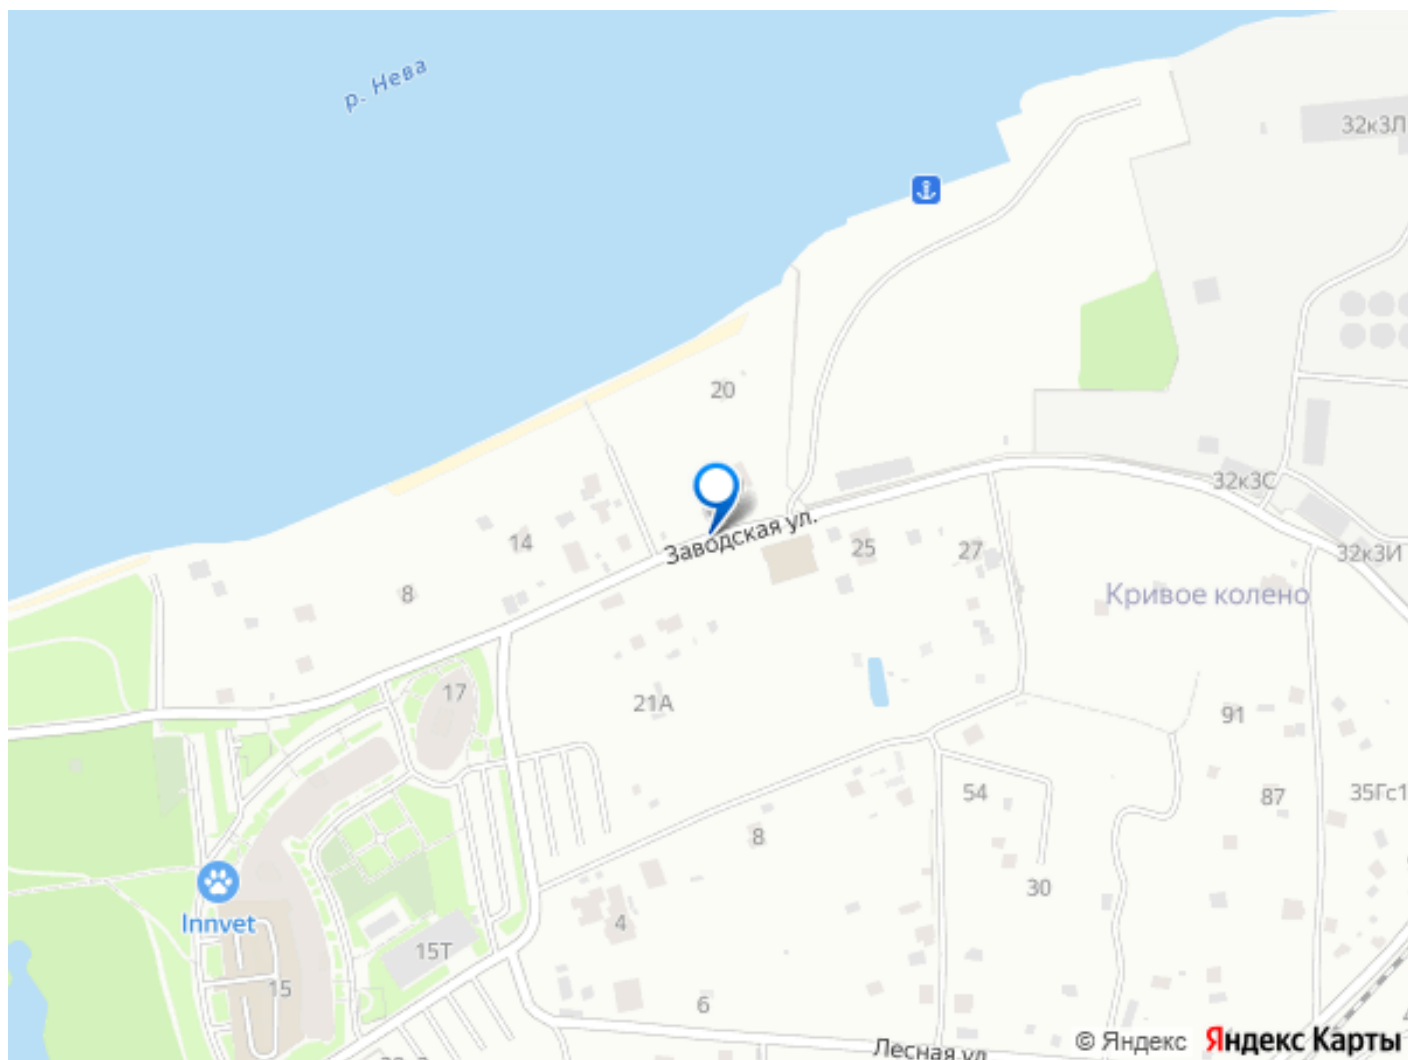 р. Нева
32к3Л
20
Заводская ул.
32к3С
14
25
27
32к3И
8
Кривое колено
17
21А
91
54
87
35Гс1
8
30
Innvet
4
15Т
15
6
Лесная ул.
© Яндекс
Яндекс Карты